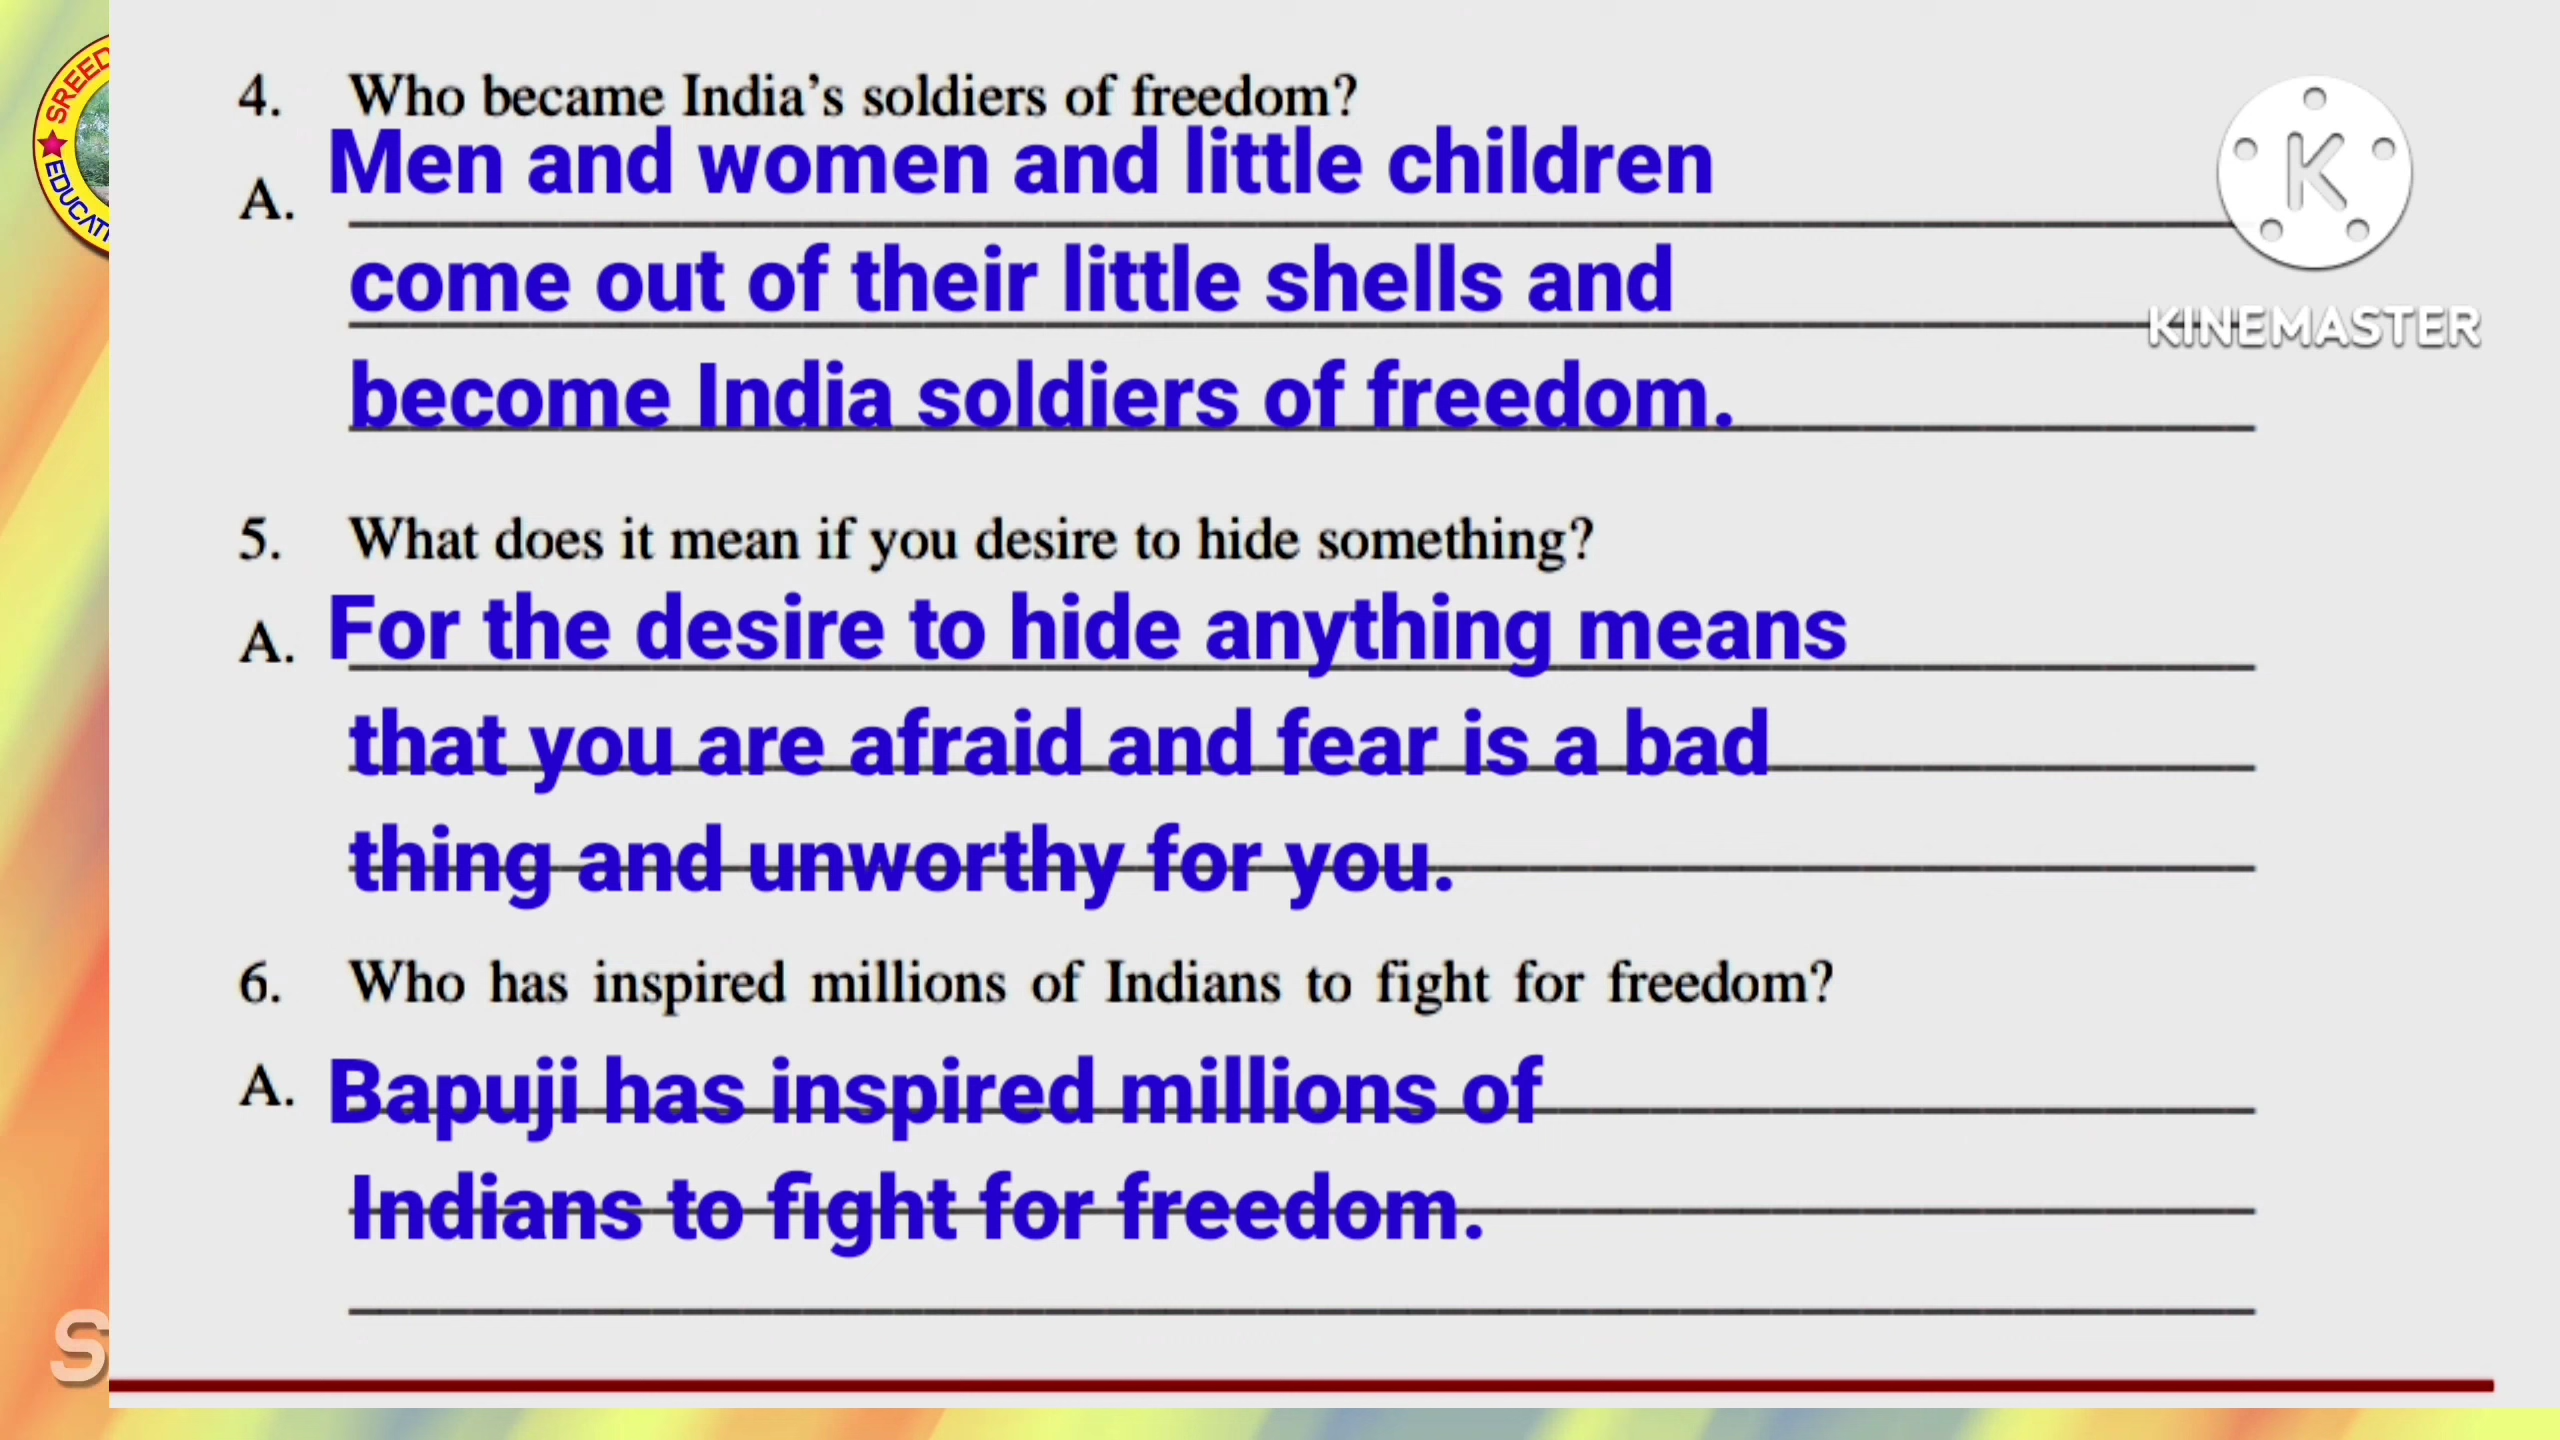 SREED
EDUCATI
4. Who became India's soldiers of freedom?
A. Men and women and little children
come out of their little shells and
become India soldiers of freedom.
KINEMASTER
5. What does it mean if you desire to hide something?
A. For the desire to hide anything means
that you are afraid and fear is a bad
thing and unworthy for you.
6. Who has inspired millions of Indians to fight for freedom?
A. Bapuji has inspired millions of
Indians to fight for freedom.
S